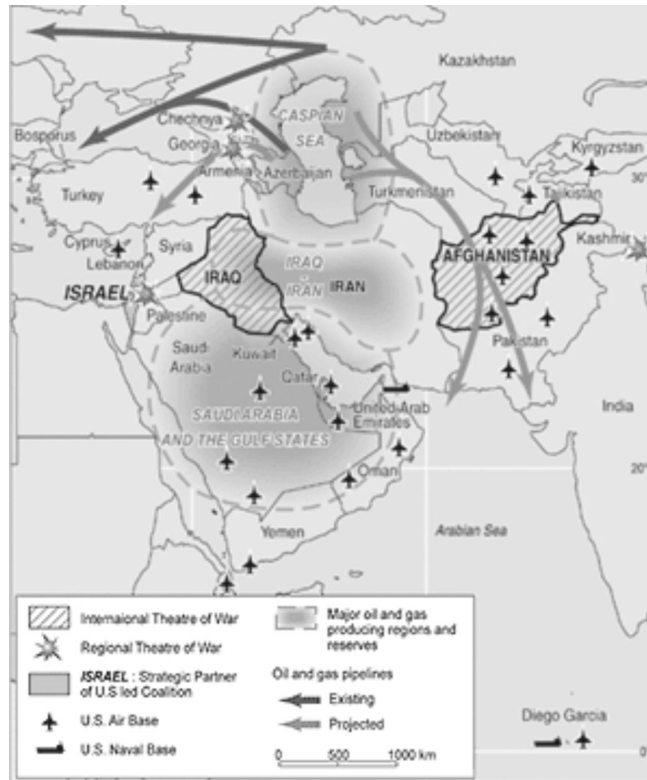 Kazakhstan
CASPIAN
SEA
Chechnya
Georgia
Bosporus
Uzbekistan
Kyrgyzstan
Armenia
Azerbaijan
30°
Turkey
Turkmenistan
Tajikistan
Cyprus
Syria
Kashmir
Lebanon
AFGHANISTAN
IRAQ
IRAQ
- IRAN
IRAN
ISRAEL
Palestine
Pakistan
Saudi
Arabia
Kuwait
Qatar
India
SAUDI ARABIA
AND THE GULF STATES
United Arab
Emirates
20°
Oman
Yemen
Arabian Sea
Internaional Theatre of War
Regional Theatre of War
ISRAEL : Strategic Partner
of U.S led Coalition
U.S. Air Base
U.S. Naval Base
Major oil and gas
producing regions and
reserves
Oil and gas pipelines
Existing
Projected
0 500 1000 km
Diego Garcia
0°